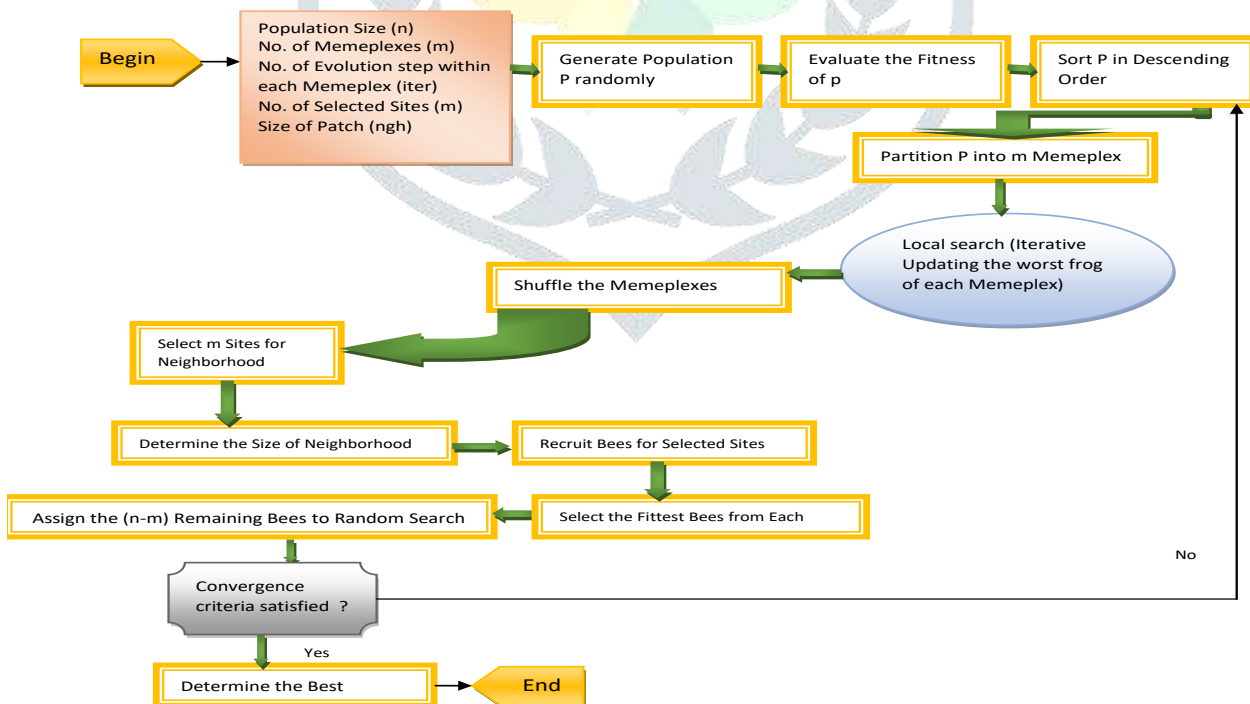 Begin
Population Size (n)
No. of Memeplexes (m)
No. of Evolution step within
each Memeplex (iter)
No. of Selected Sites (m)
Size of Patch (ngh)
Generate Population
P randomly
Evaluate the Fitness
of p
Sort P in Descending
Order
Partition P into m Memeplex
Local search (Iterative
Updating the worst frog
of each Memeplex)
Shuffle the Memeplexes
Select m Sites for
Neighborhood
Determine the Size of Neighborhood
Recruit Bees for Selected Sites
Select the Fittest Bees from Each
Assign the (n-m) Remaining Bees to Random Search
Convergence
criteria satisfied ?
No
Yes
Determine the Best
End